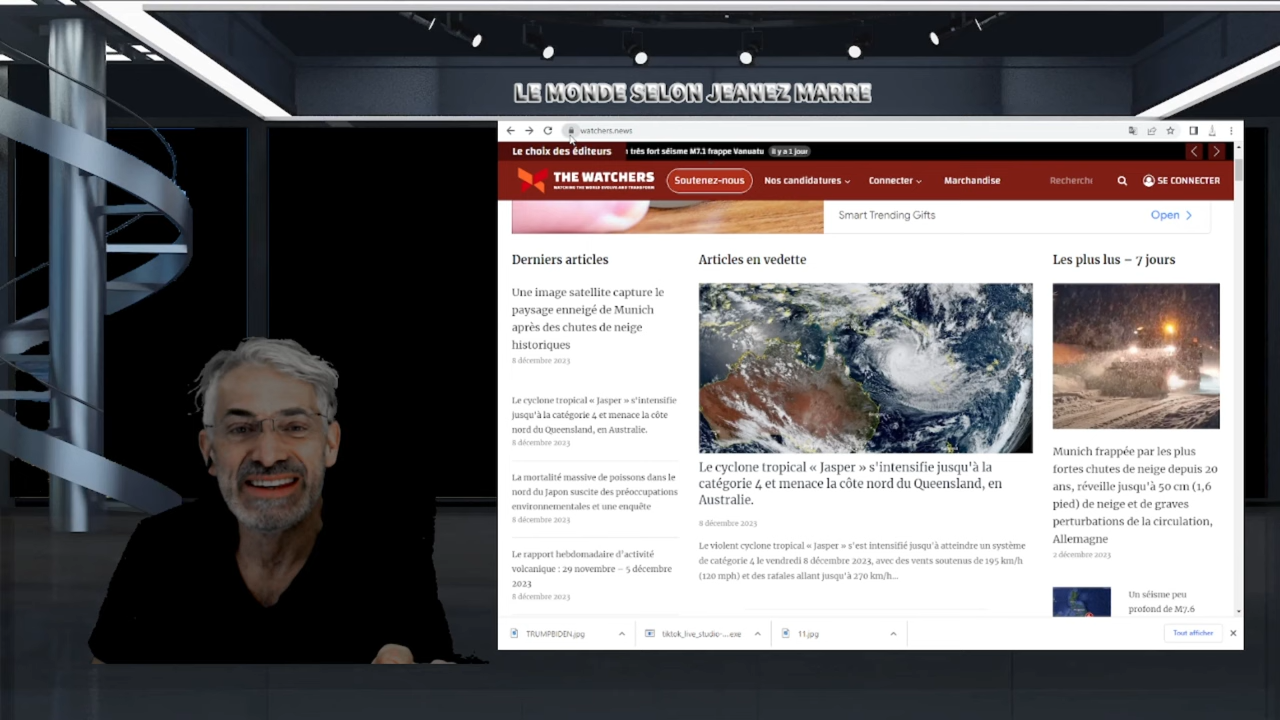 LE MONDE SELON JEANEZ MARRE
watchers.news
Le choix des éditeurs
très fort séisme M7.1 frappe Vanuatu
Il y a 1 jour
THE WATCHERS
Soutenez-nous
Nos candidatures
Connecter
Marchandise
SE CONNECTER
Smart Trending Gifts
Open
Derniers articles
Une image satellite capture le
paysage enneigé de Munich
après des chutes de neige
historiques
8 décembre 2023
Le cyclone tropical « Jasper » s'intensifie
jusqu'à la catégorie 4 et menace la côte
nord du Queensland, en Australie.
8 décembre 2023
La mortalité massive de poissons dans le
nord du Japon suscite des préoccupations
environnementales et une enquête
8 décembre 2023
Le rapport hebdomadaire d'activité
volcanique : 29 novembre – 5 décembre
2023
8 décembre 2023
Articles en vedette
Le cyclone tropical « Jasper » s'intensifie jusqu'à la
catégorie 4 et menace la côte nord du Queensland, en
Australie.
8 décembre 2023
Le violent cyclone tropical « Jasper » s'est intensifié jusqu'à atteindre un système
de catégorie 4 le vendredi 8 décembre 2023, avec des vents soutenus de 195 km/h
(120 mph) et des rafales allant jusqu'à 270 km/h...
Les plus lus – 7 jours
Munich frappée par les plus
fortes chutes de neige depuis 20
ans, réveille jusqu'à 50 cm (1,6
pied) de neige et de graves
perturbations de la circulation,
Allemagne
2 décembre 2023
Un séisme peu
profond de M7.6
TRUMPBIDEN.jpg
tiktok_live_studio-....exe
11.jpg
Tout afficher